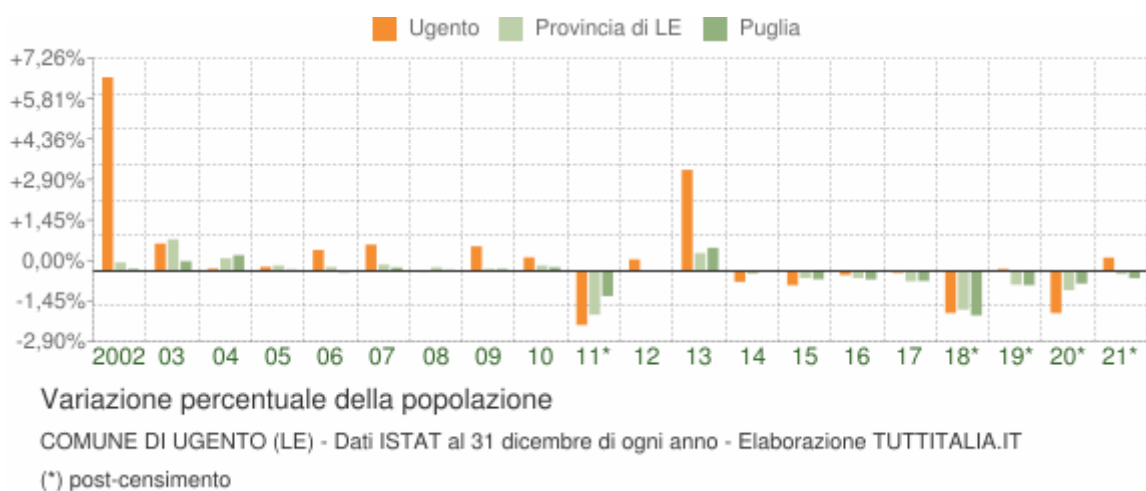 Ugento Provincia di LE Puglia
+7,26%
+5,81%
+4,36%
+2,90%
+1,45%
0,00%
-1,45%
-2,90%
2002 03 04 05 06 07 08 09 10 11* 12 13 14 15 16 17 18* 19* 20* 21*
Variazione percentuale della popolazione
COMUNE DI UGENTO (LE) - Dati ISTAT al 31 dicembre di ogni anno - Elaborazione TUTTITALIA.IT
(*) post-censimento